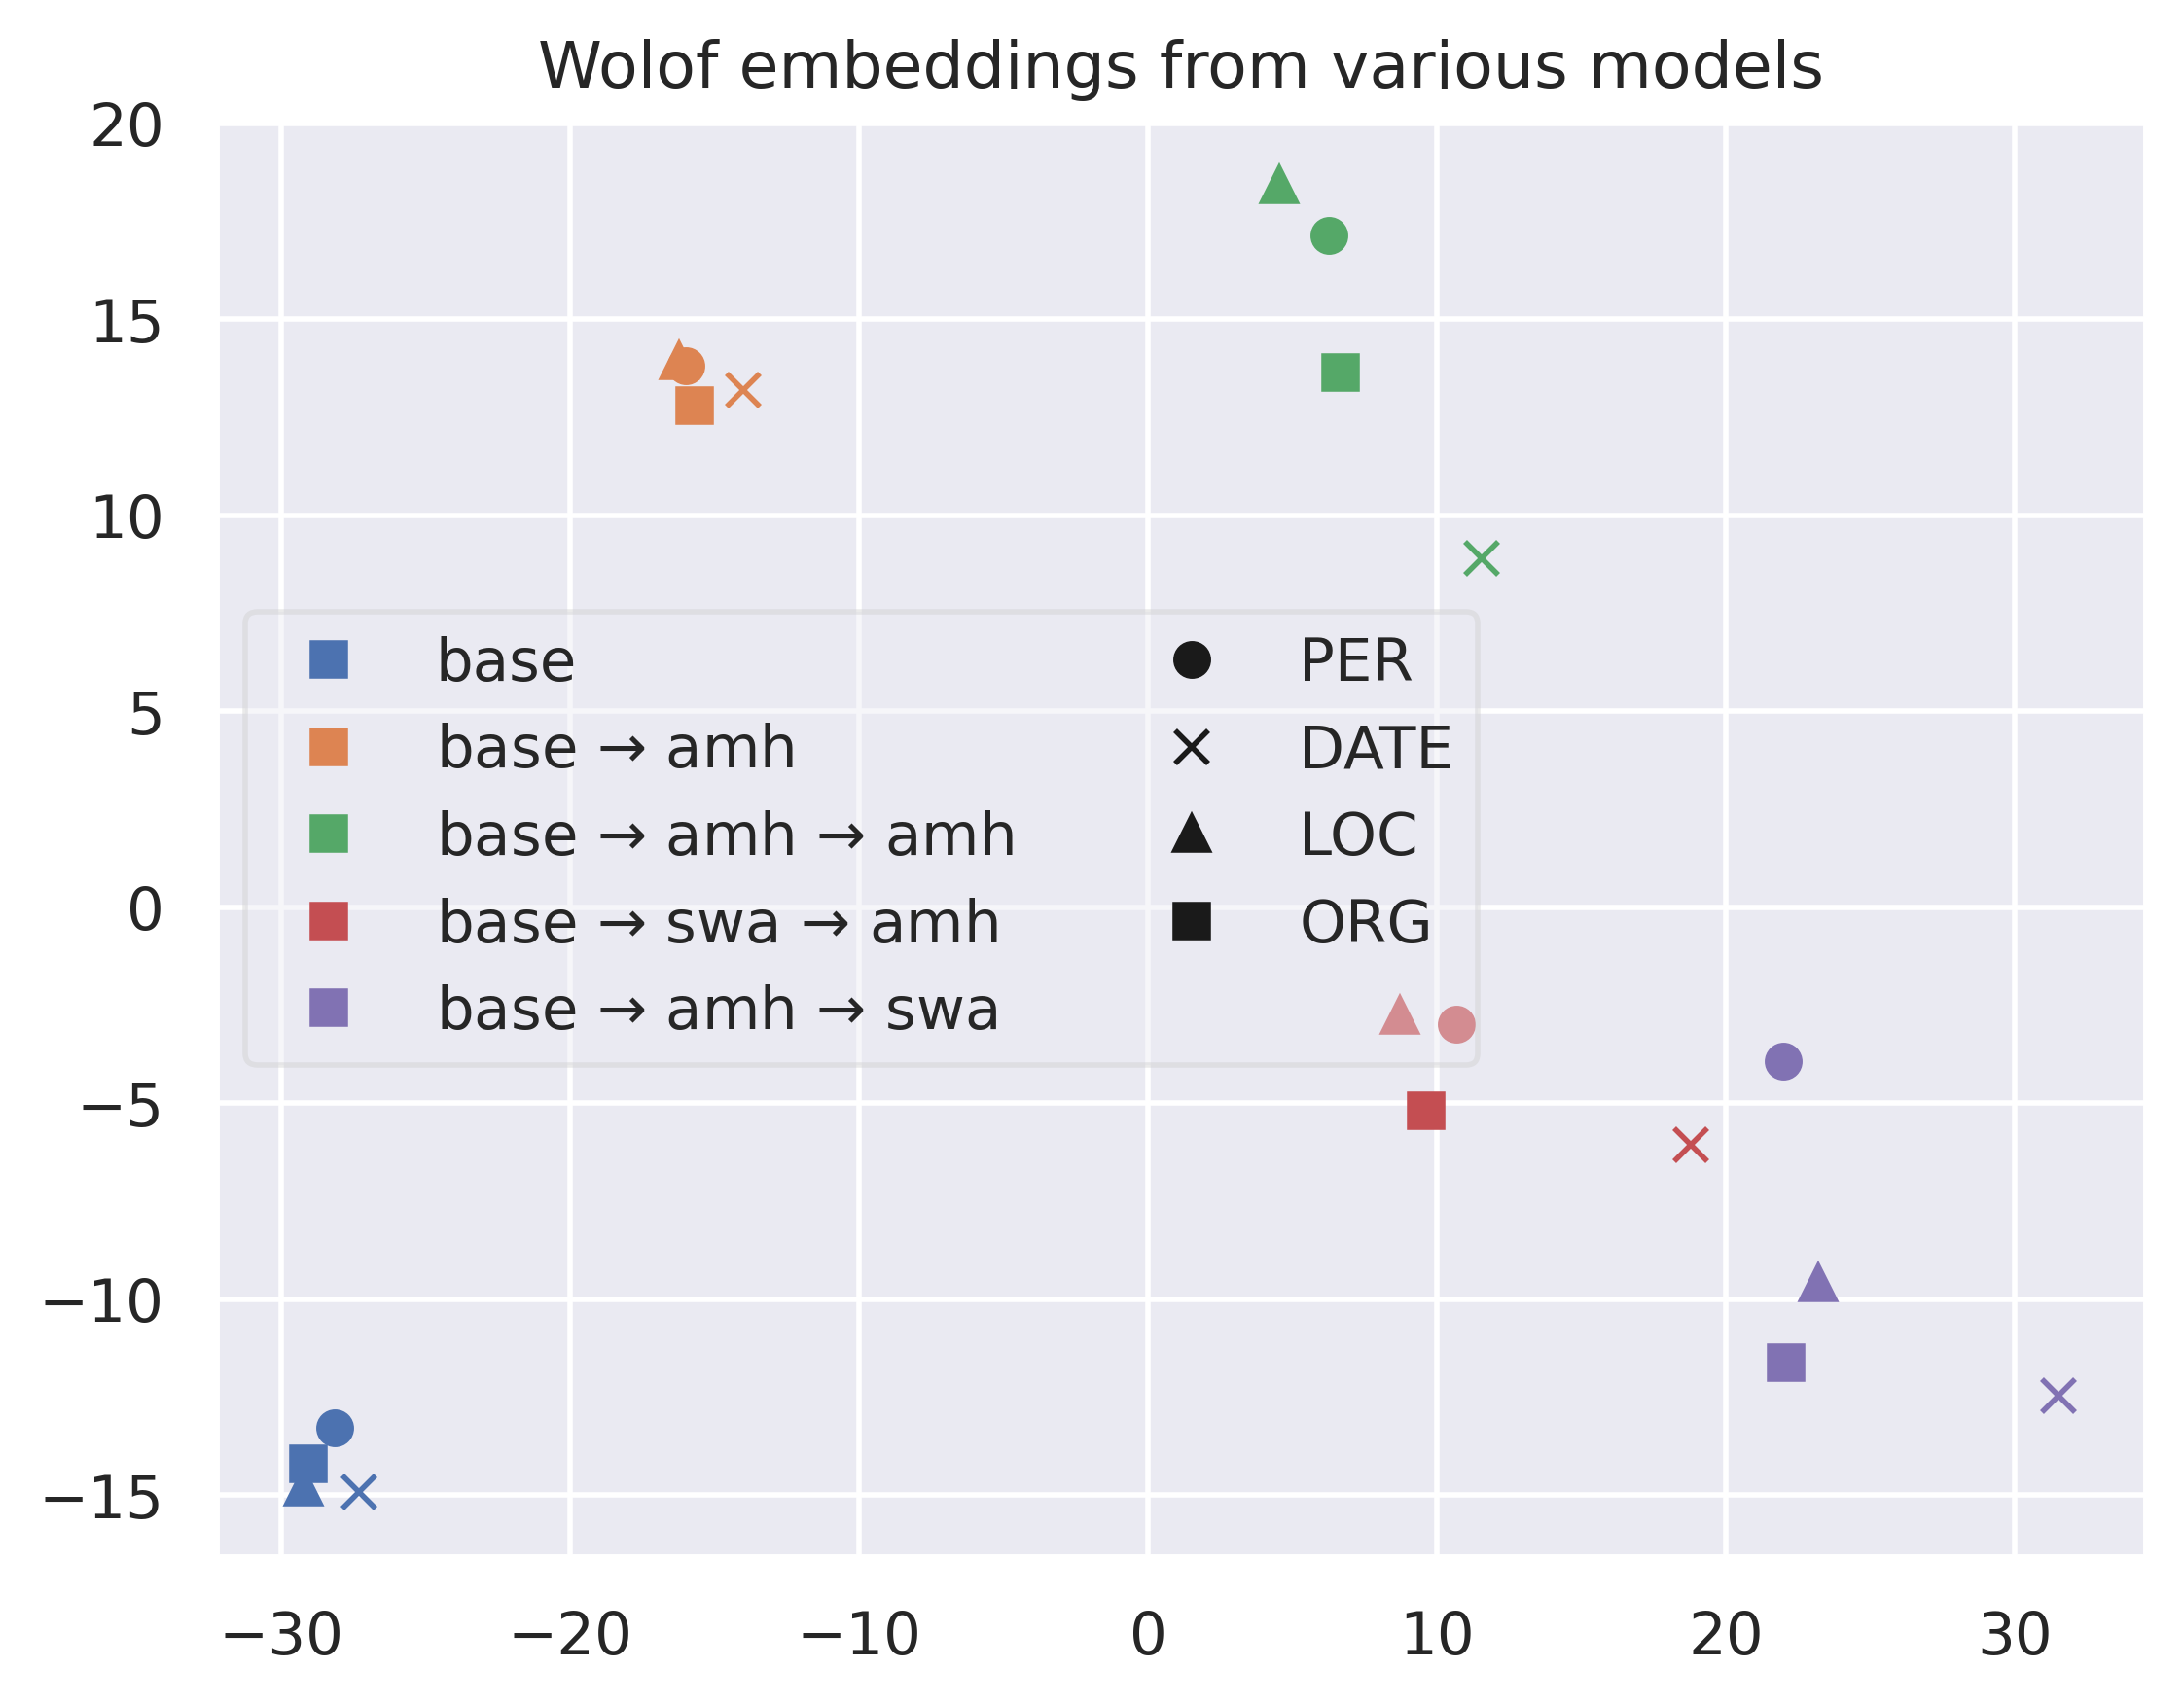 Wolof embeddings from various models
20
15
10
5
0
−5
−10
−15
base
base → amh
base → amh → amh
base → swa → amh
base → amh → swa
PER
DATE
LOC
ORG
−30 −20 −10 0 10 20 30